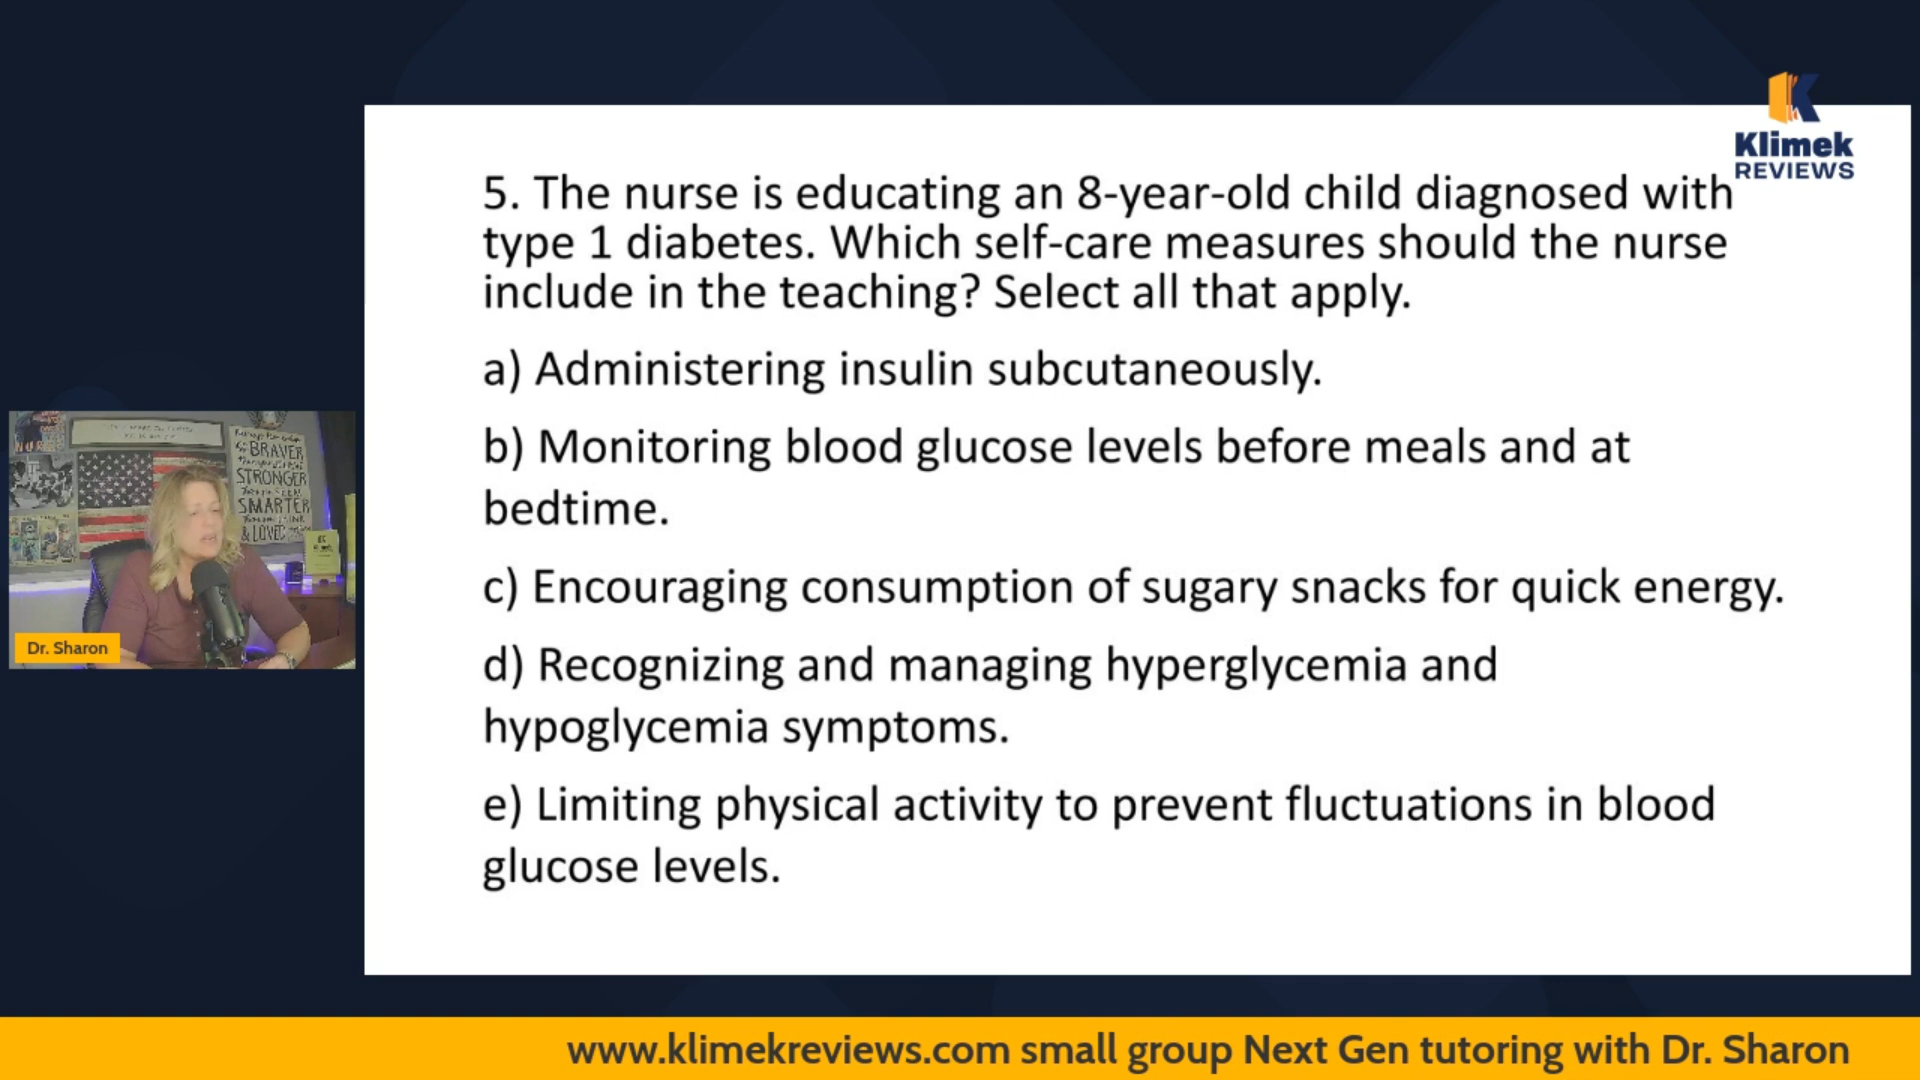 Klimek
REVIEWS
5. The nurse is educating an 8-year-old child diagnosed with
type 1 diabetes. Which self-care measures should the nurse
include in the teaching? Select all that apply.
a) Administering insulin subcutaneously.
b) Monitoring blood glucose levels before meals and at
bedtime.
c) Encouraging consumption of sugary snacks for quick energy.
d) Recognizing and managing hyperglycemia and
hypoglycemia symptoms.
e) Limiting physical activity to prevent fluctuations in blood
glucose levels.
BRAVER
STRONGER
SMARTER
& LOVED
Dr. Sharon
www.klimekreviews.com small group Next Gen tutoring with Dr. Sharon